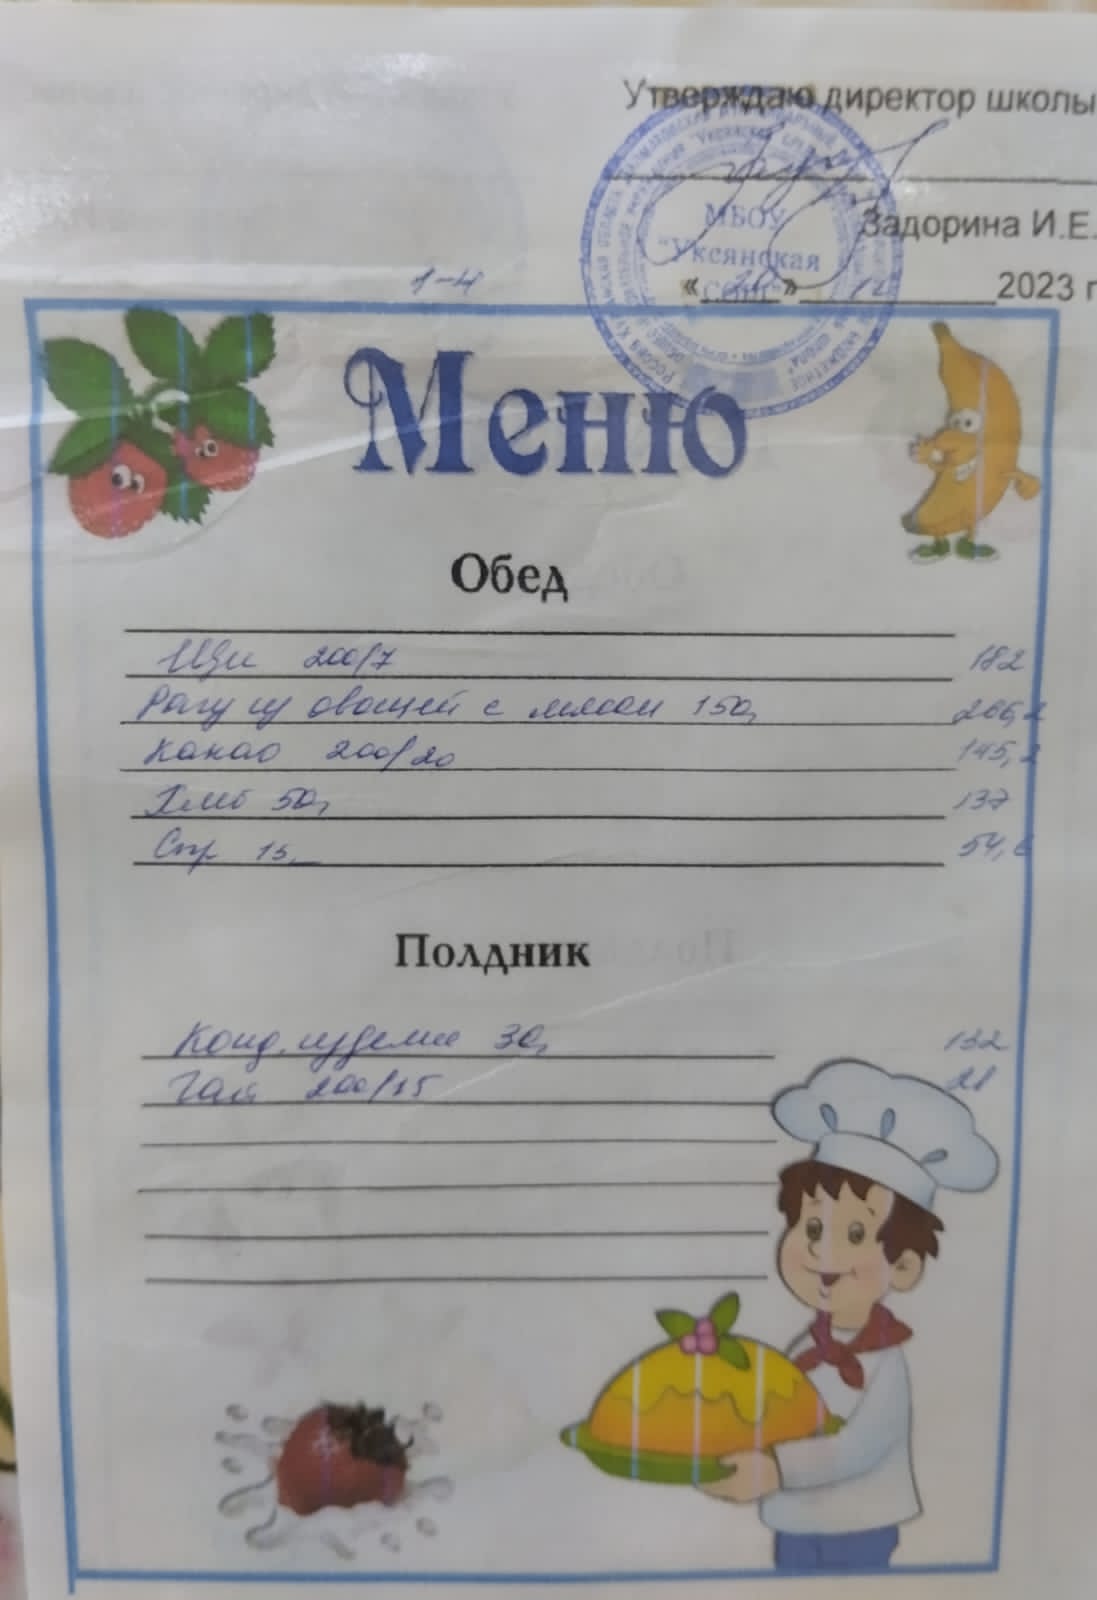 Утверждаю директор школы
МБОУ
"Уксянская
СОШ"
Задорина И.Е.
«20» 12 2023 г
1-4
Меню
Обед
Щи 200/7 182
Рагу из овощей с мясом 150, 266,2
Какао 200/20 145,2
Хлеб 50, 137
Сыр 15, 54,6
Полдник
Конд. изделие 30, 132
Чай 200/15 21